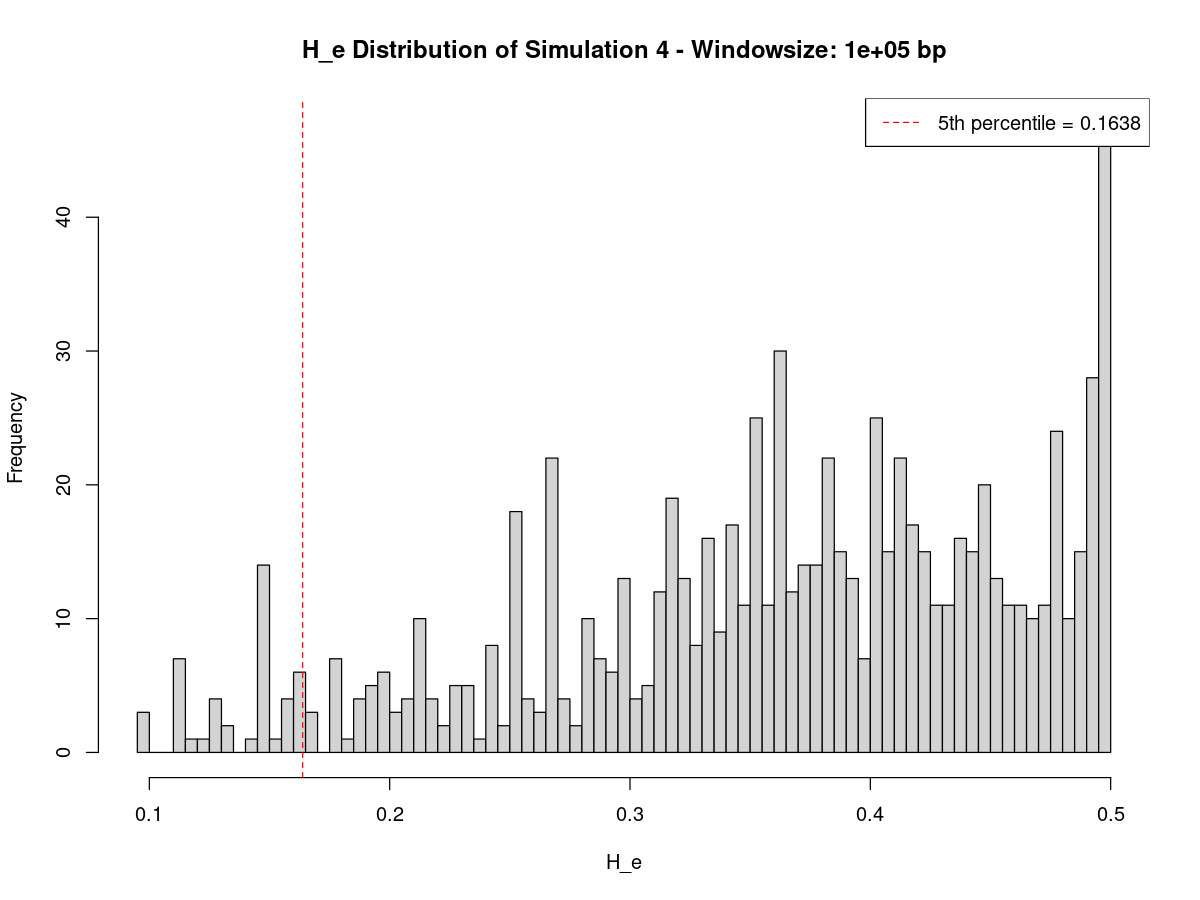 H_e Distribution of Simulation 4 - Windowsize: 1e+05 bp
5th percentile = 0.1638
Frequency
40
30
20
10
0
0.1 0.2 0.3 0.4 0.5
H_e